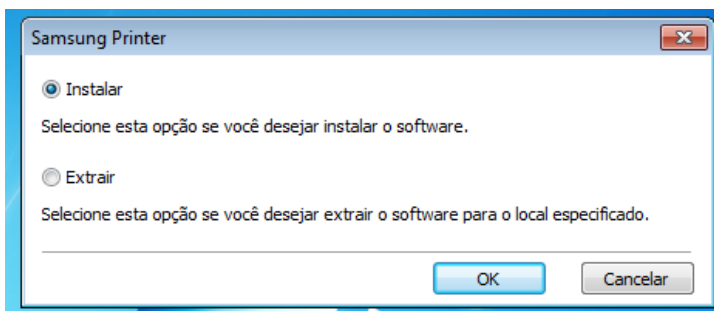 Samsung Printer
Instalar
Selecione esta opção se você desejar instalar o software.
Extrair
Selecione esta opção se você desejar extrair o software para o local especificado.
OK
Cancelar